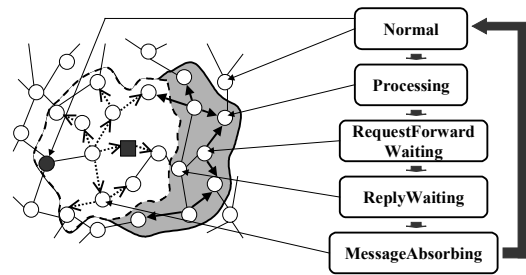 Normal
Processing
RequestForward
Waiting
ReplyWaiting
MessageAbsorbing